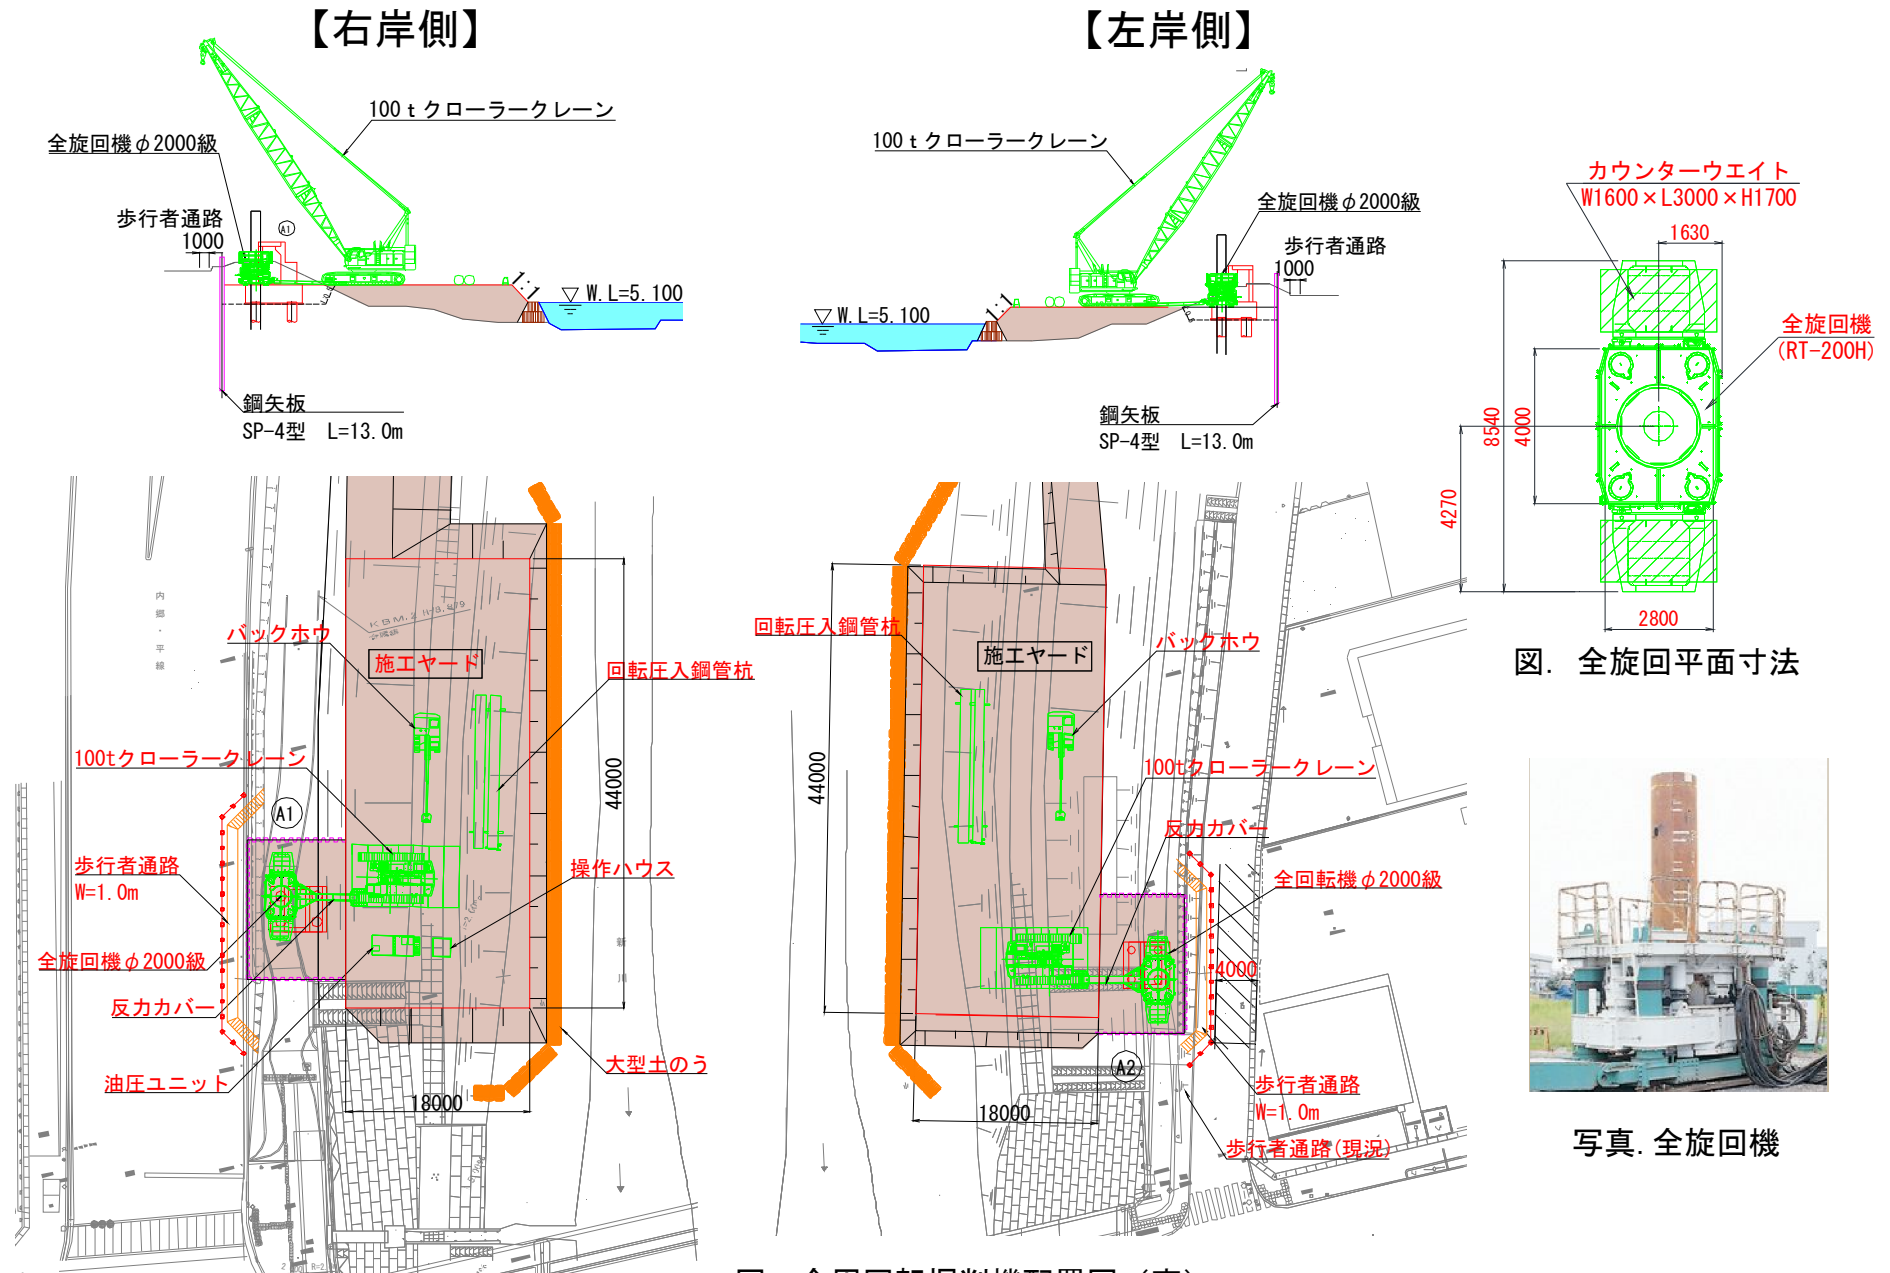 【右岸側】
100ｔクローラークレーン
全旋回機φ2000級
歩行者通路
1000
A1
1:1
W.L=5.100
鋼矢板
SP-4型 L=13.0m
【左岸側】
100ｔクローラークレーン
全旋回機φ2000級
歩行者通路
1000
1:1
W.L=5.100
鋼矢板
SP-4型 L=13.0m
カウンターウエイト
W1600×L3000×H1700
1630
全旋回機
(RT-200H)
8540
4000
4270
2800
図. 全旋回平面寸法
内郷・平線
KBM.2 H=8.879
バックホウ
施工ヤード
回転圧入鋼管杭
100tクローラークレーン
44000
A1
歩行者通路
W=1.0m
操作ハウス
全旋回機φ2000級
反力カバー
油圧ユニット
大型土のう
18000
新川
回転圧入鋼管杭
施工ヤード
バックホウ
100tクローラークレーン
44000
反力カバー
全回転機φ2000級
4000
A2
歩行者通路
W=1.0m
18000
歩行者通路(現況)
写真.全旋回機